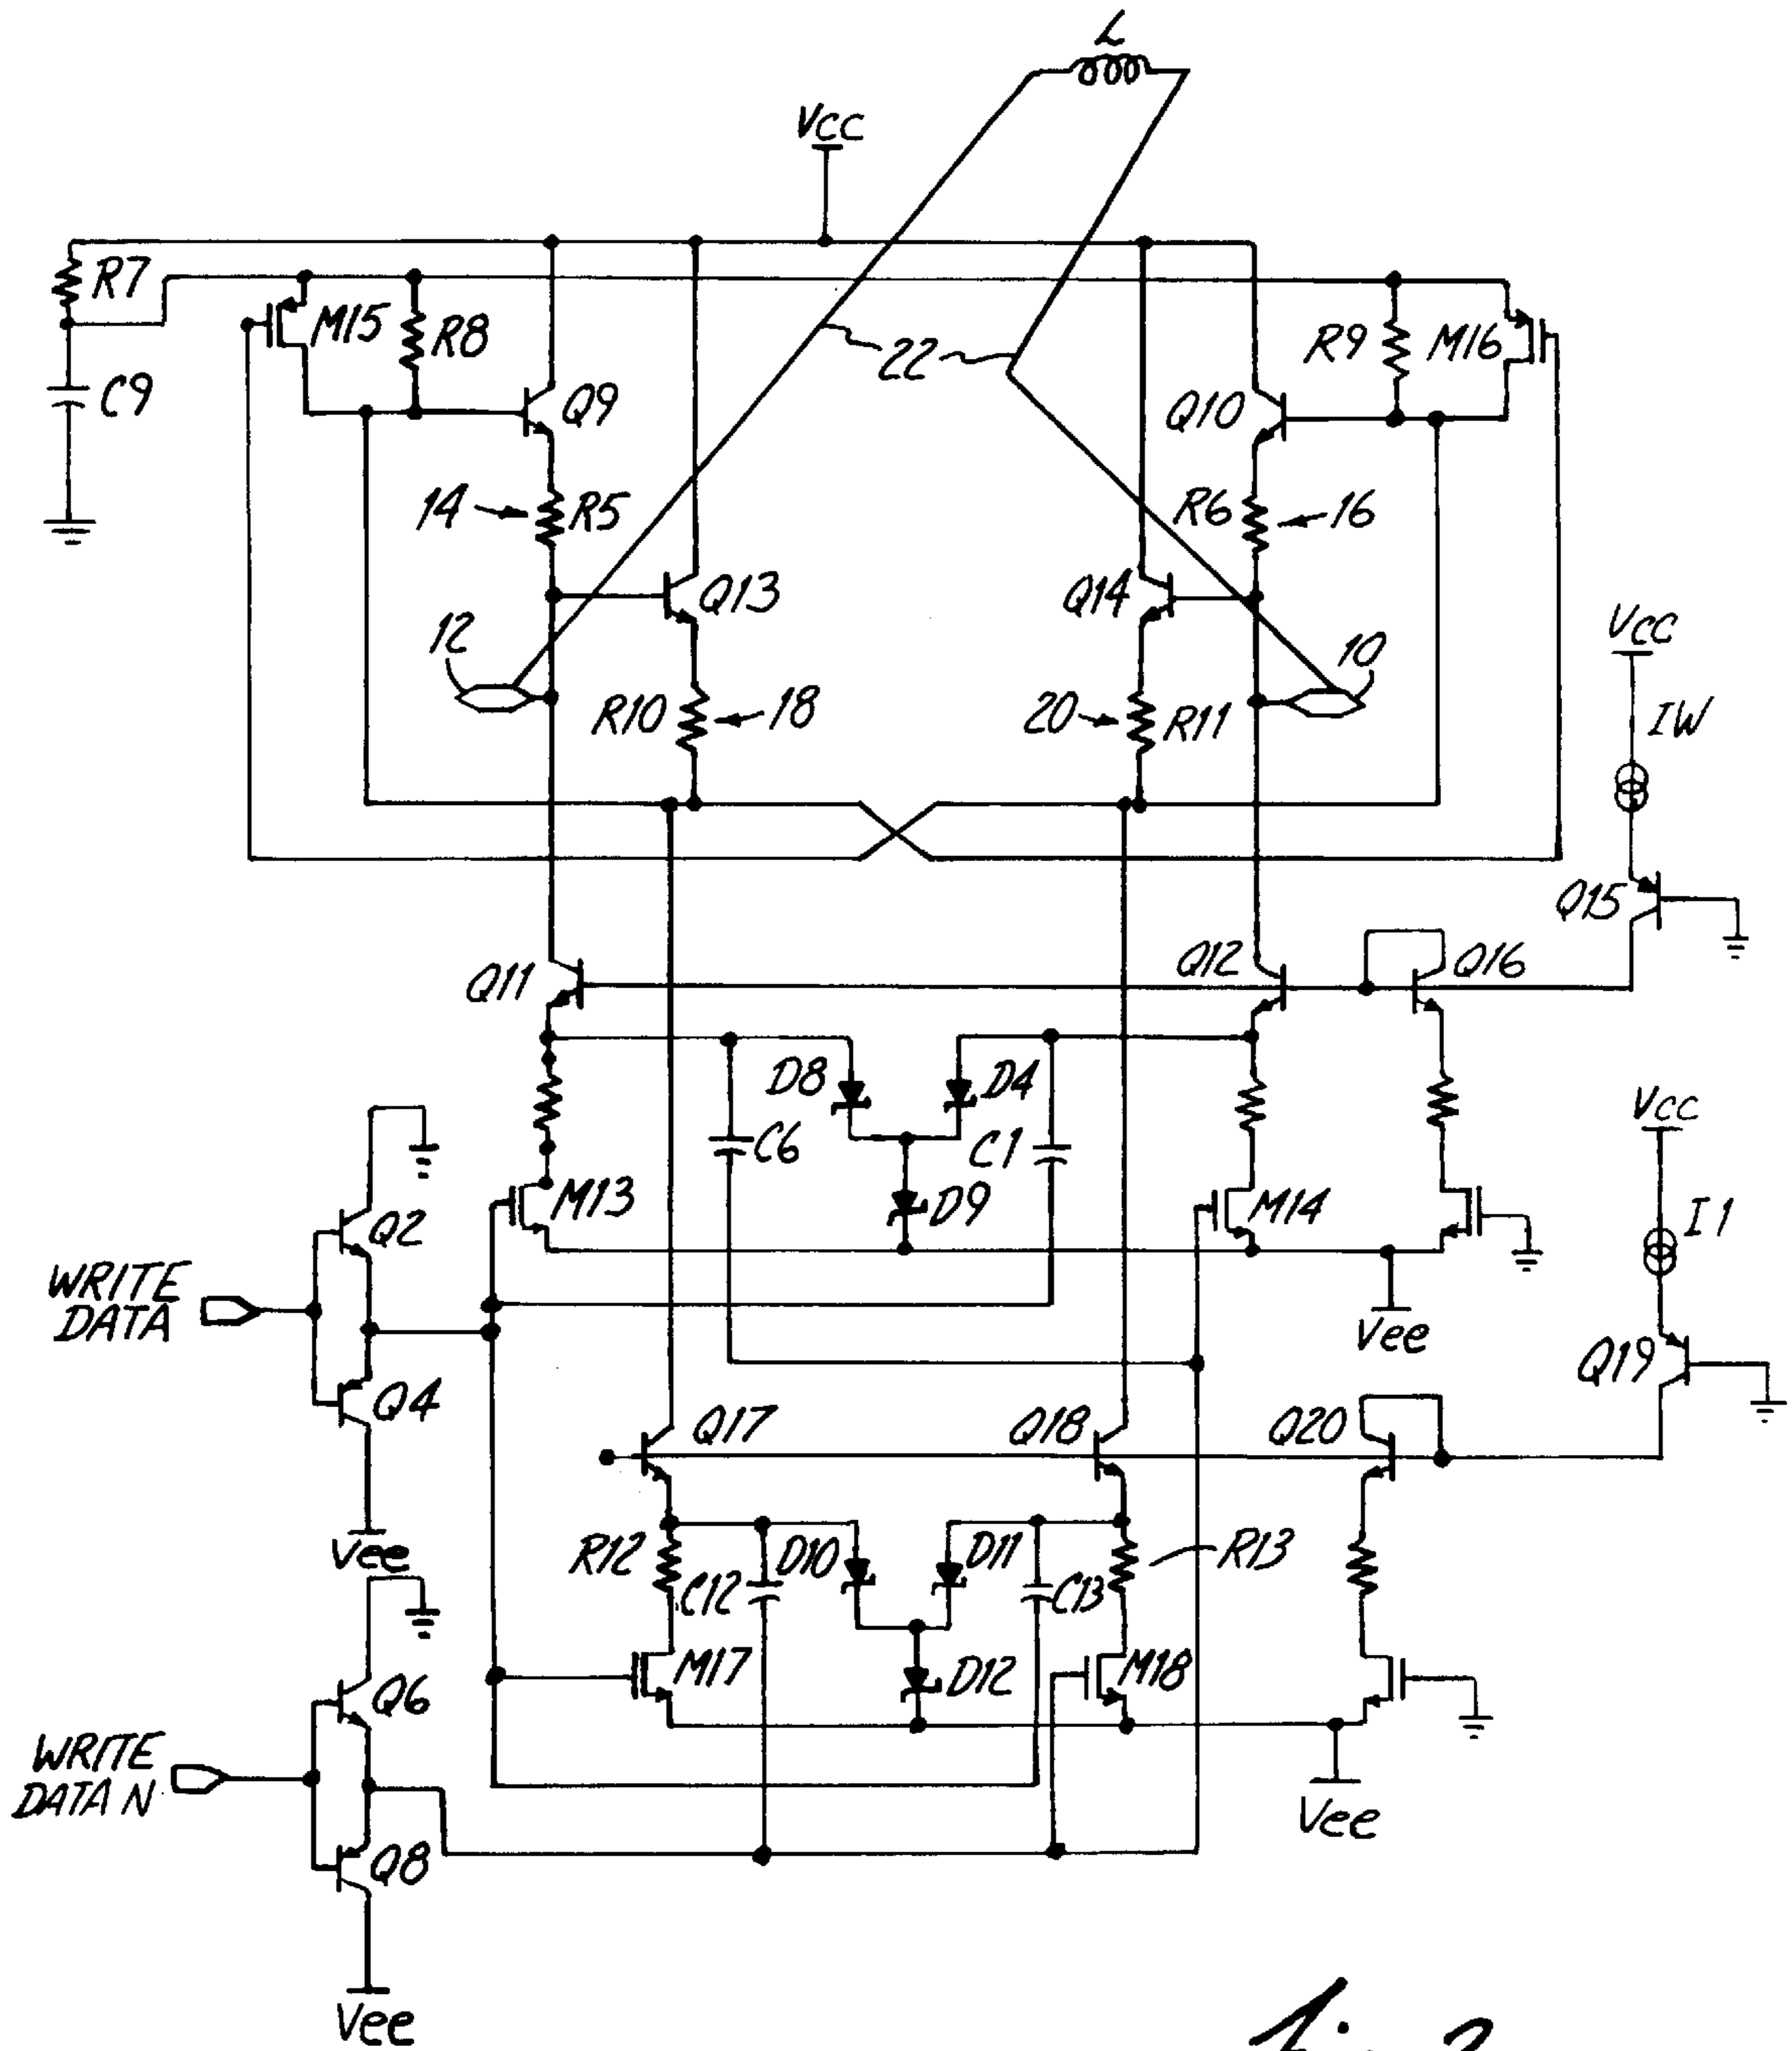 L
Vcc
R7
M15
R8
22
R9
M16
C9
Q9
Q10
14
R5
R6
16
Q13
Q14
12
10
Vcc
R10
18
20
R11
IW
Q15
Q11
Q12
Q16
D8
D4
C6
C1
Vcc
M13
D9
M14
Q2
I1
WRITE
DATA
Vee
Q19
Q4
Q17
Q18
Q20
Vee
R12
D10
D11
R13
C12
C13
M17
D12
M18
Q6
WRITE
DATA N
Vee
Q8
Vee